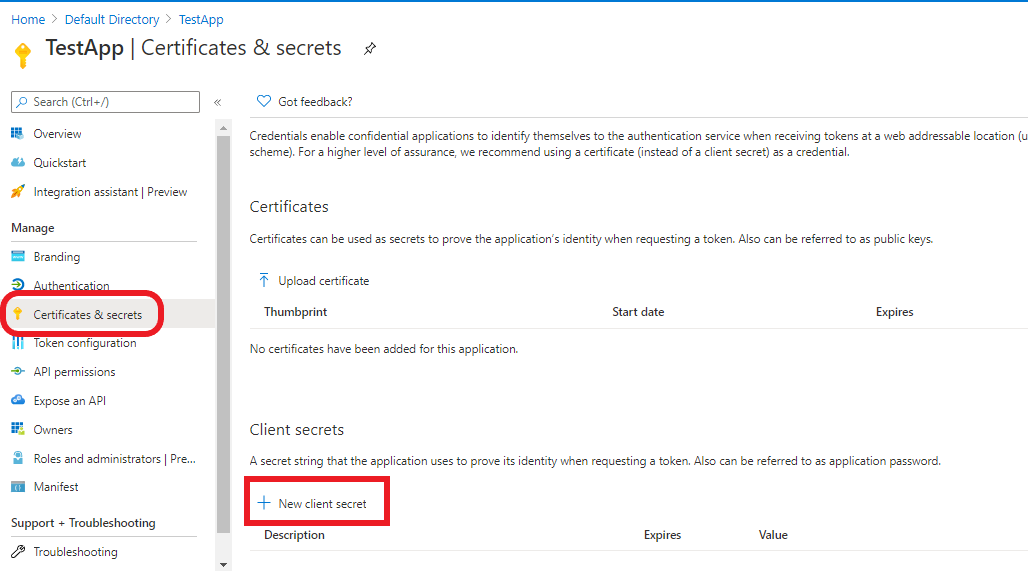 Home > Default Directory > TestApp
TestApp | Certificates & secrets
Search (Ctrl+/)
«
Overview
Quickstart
Integration assistant | Preview
Manage
Branding
Authentication
Certificates & secrets
Token configuration
API permissions
Expose an API
Owners
Roles and administrators | Pre...
Manifest
Support + Troubleshooting
Troubleshooting
Got feedback?
Credentials enable confidential applications to identify themselves to the authentication service when receiving tokens at a web addressable location (u
scheme). For a higher level of assurance, we recommend using a certificate (instead of a client secret) as a credential.
Certificates
Certificates can be used as secrets to prove the application's identity when requesting a token. Also can be referred to as public keys.
Upload certificate
Thumbprint Start date Expires
No certificates have been added for this application.
Client secrets
A secret string that the application uses to prove its identity when requesting a token. Also can be referred to as application password.
New client secret
Description Expires Value